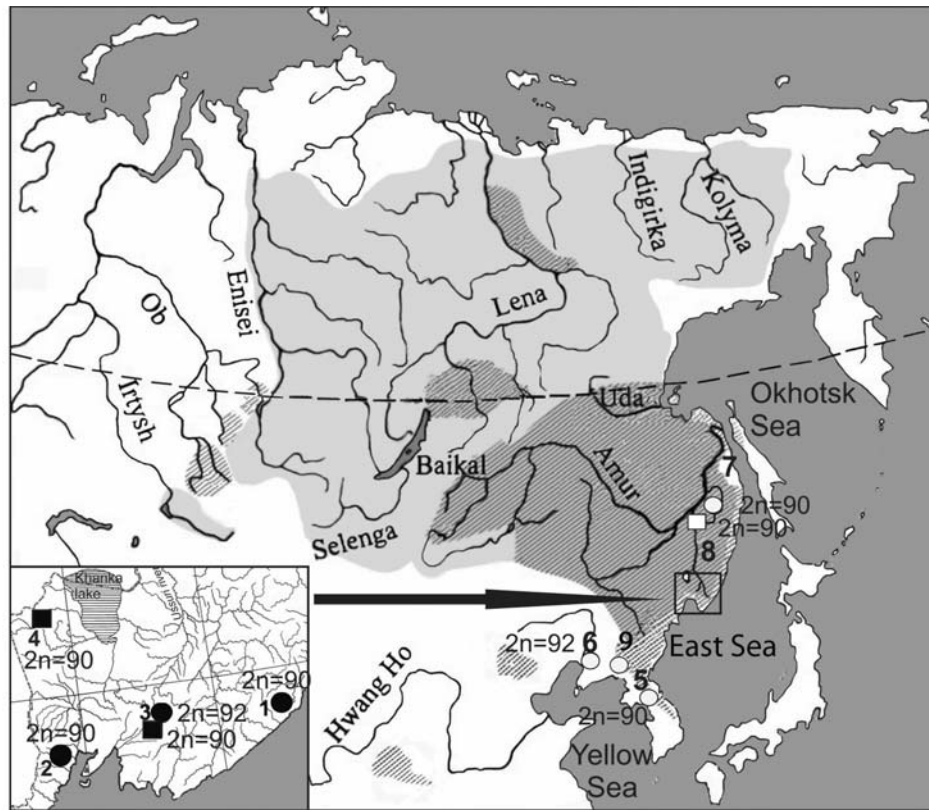 Indigirka
Kolyma
Enisei
Ob
Lena
Irtysh
Uda
Okhotsk
Sea
Baikal
Amur
7
2n=90
2n=90
Selenga
8
Khanka
lake
Ussuri river
4
2n=90
2n=92
6
9
East Sea
5
2n=90
Hwang Ho
Yellow
Sea
2n=90
3
2n=92
1
2n=90
2n=90
2